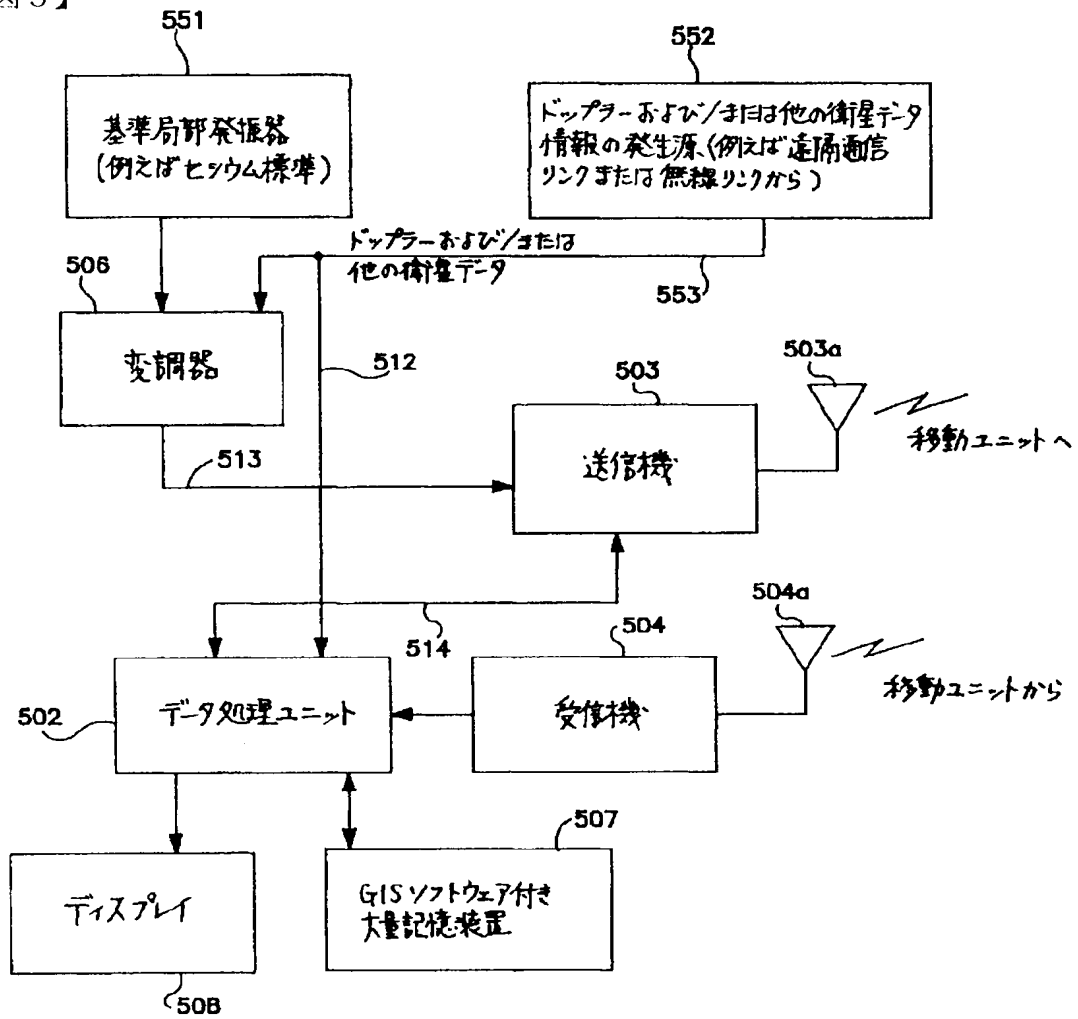 図5】
551
552
基準局部発振器
(例えばセシウム標準)
ドップラーおよび/または他の衛星データ
情報の発生源(例えば遠隔通信
リンクまたは無線リンクから)
ドップラーおよび/または
他の衛星データ
553
506
変調器
512
503
503a
送信機
移動ユニットへ
513
514
504
504a
502
データ処理ユニット
受信機
移動ユニットから
507
ディスプレイ
GISソフトウェア付き
大量記憶装置
508